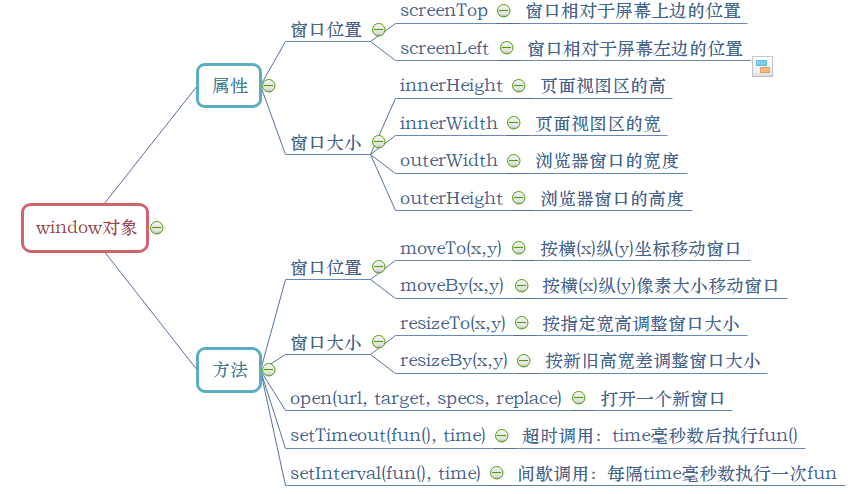 window对象
属性
窗口位置
screenTop 窗口相对于屏幕上边的位置
screenLeft 窗口相对于屏幕左边的位置
窗口大小
innerHeight 页面视图区的高
innerWidth 页面视图区的宽
outerWidth 浏览器窗口的宽度
outerHeight 浏览器窗口的高度
方法
窗口位置
moveTo(x,y) 按横(x)纵(y)坐标移动窗口
moveBy(x,y) 按横(x)纵(y)像素大小移动窗口
窗口大小
resizeTo(x,y) 按指定宽高调整窗口大小
resizeBy(x,y) 按新旧高宽差调整窗口大小
open(url, target, specs, replace) 打开一个新窗口
setTimeout(fun(), time) 超时调用：time毫秒数后执行fun()
setInterval(fun(), time) 间歇调用：每隔time毫秒数执行一次fun